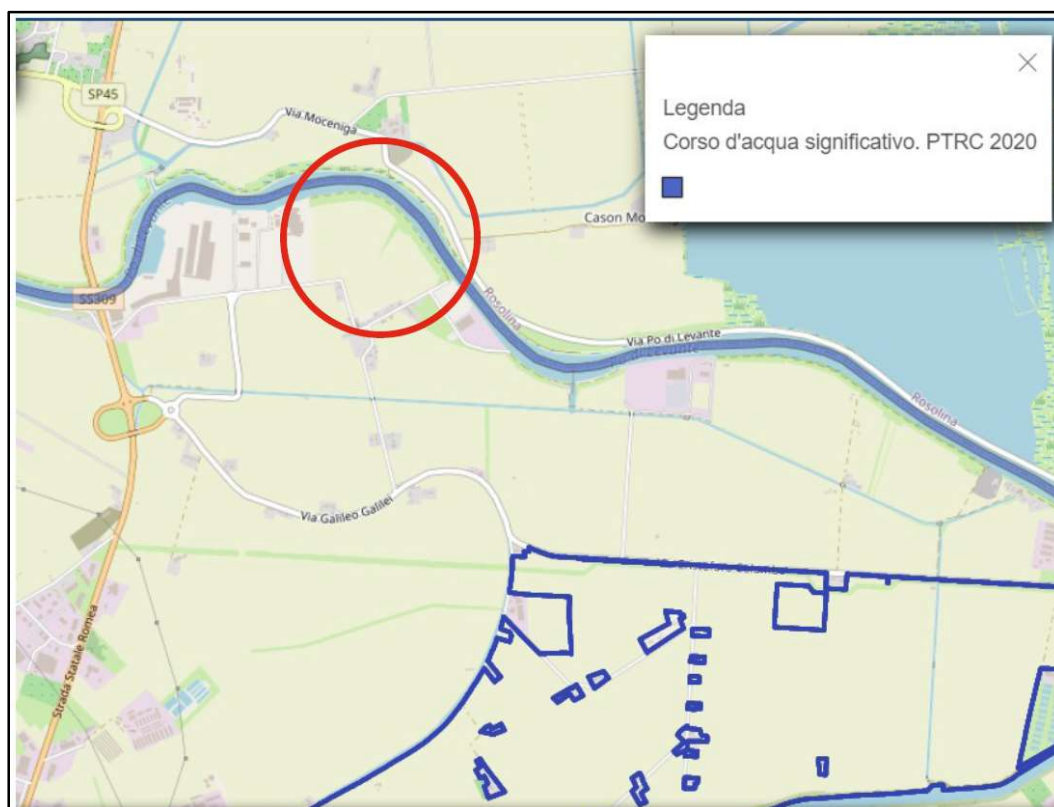 Legenda
Corso d'acqua significativo. PTRC 2020
SP45
Via Moceniga
Cason Mo
SS309
Rosolina
Via Po di Levante
Rosolina
Via Galileo Galilei
Strada Statale Romea